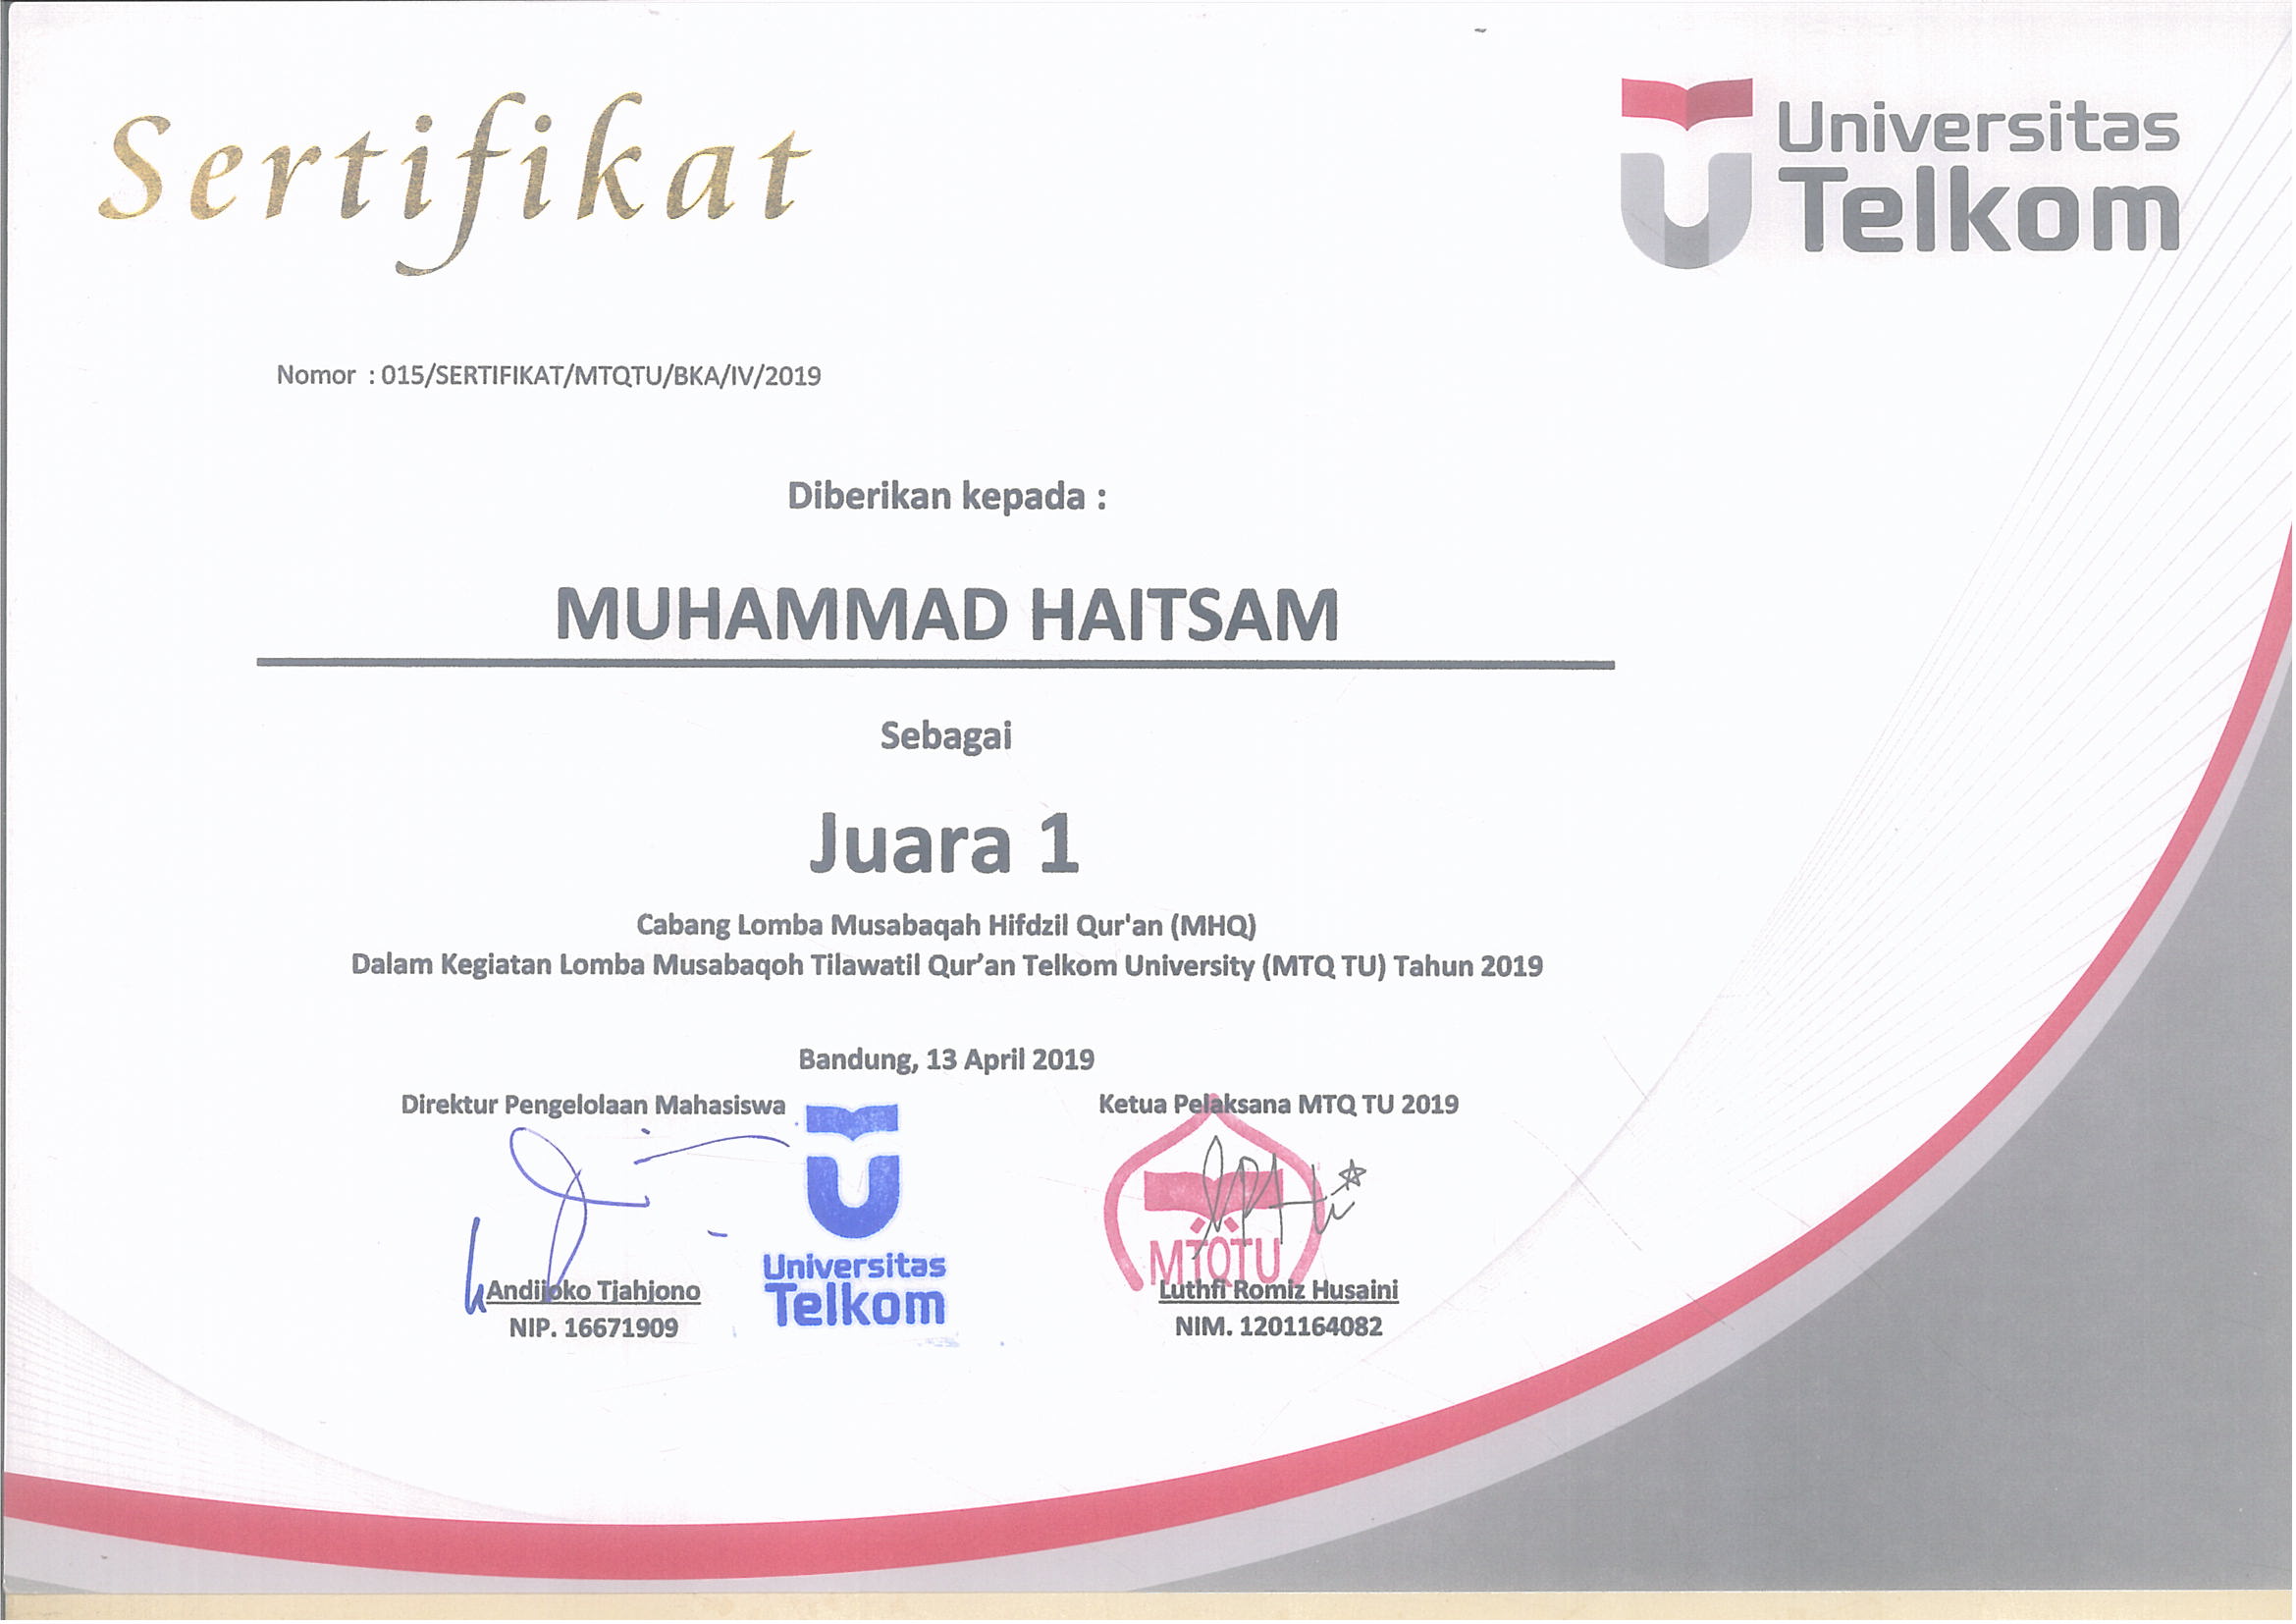 Sertifikat
Universitas
Telkom
Nomor : 015/SERTIFIKAT/MTQTU/BKA/IV/2019
Diberikan kepada :
MUHAMMAD HAITSAM
Sebagai
Juara 1
Cabang Lomba Musabaqah Hifdzil Qur'an (MHQ)
Dalam Kegiatan Lomba Musabaqoh Tilawatil Qur’an Telkom University (MTQ TU) Tahun 2019
Bandung, 13 April 2019
Direktur Pengelolaan Mahasiswa
Universitas
Telkom
Andijoko Tjahjono
NIP. 16671909
Ketua Pelaksana MTQ TU 2019
MTQTU
Luthfi Romiz Husaini
NIM. 1201164082